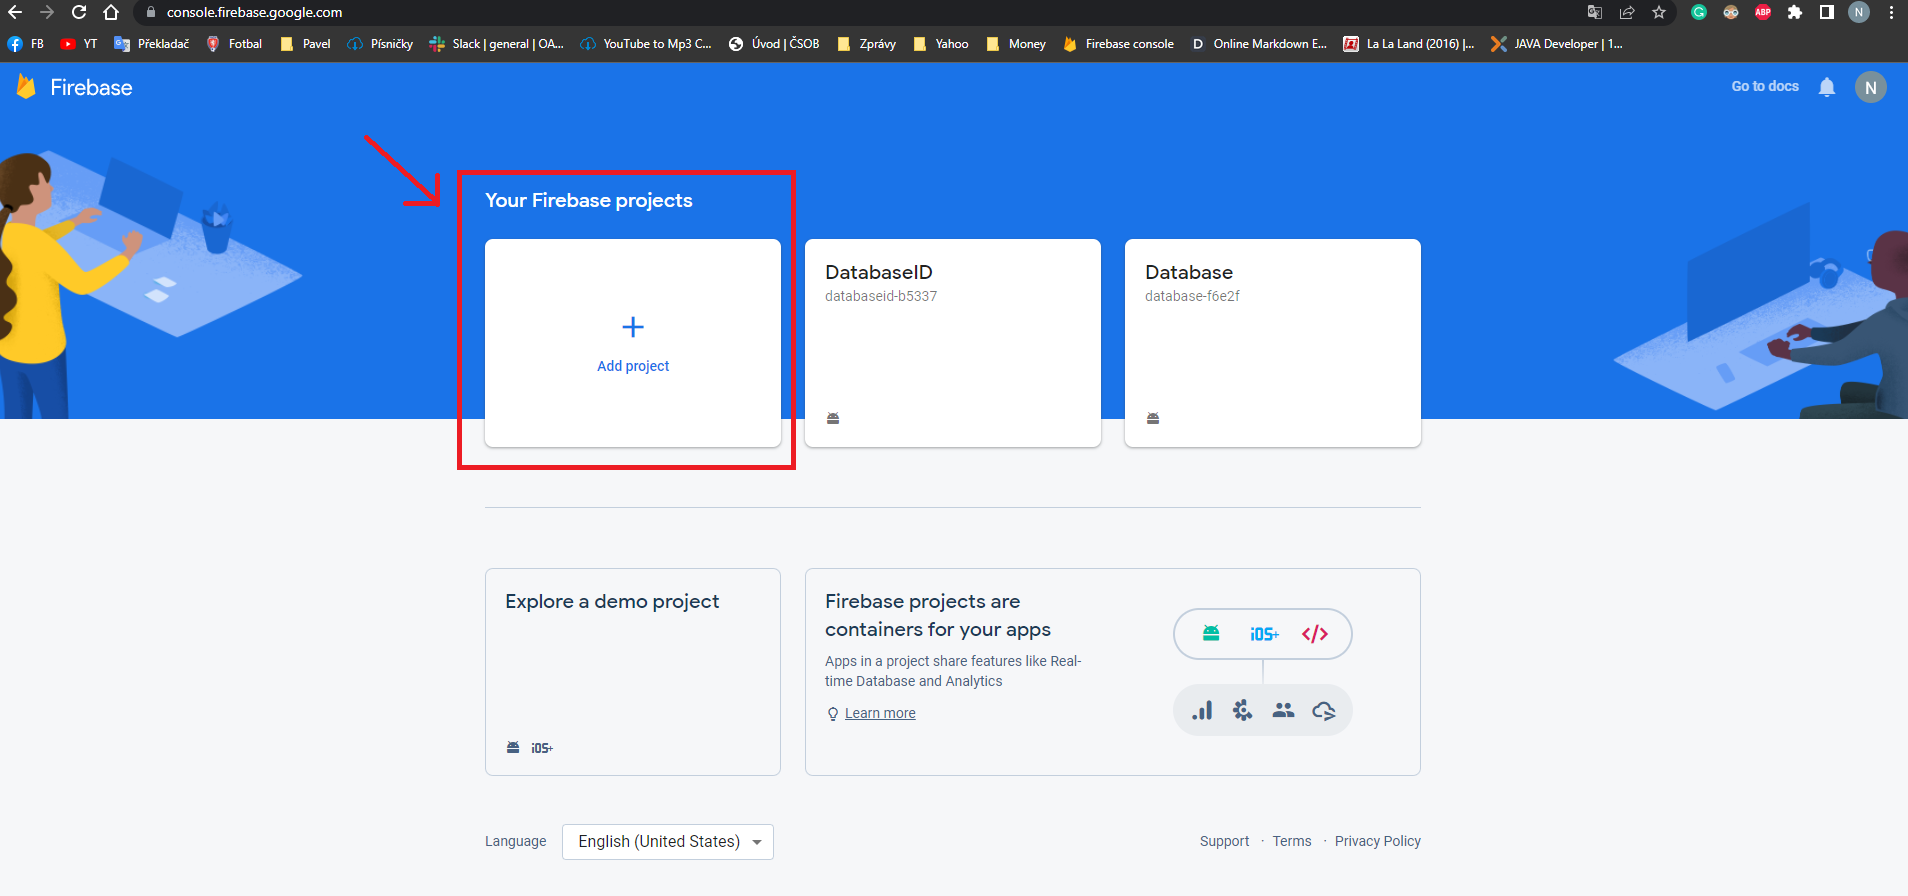 console.firebase.google.com
ABP
N
FB
YT
Překladač
Fotbal
Pavel
Písničky
Slack | general | OA...
YouTube to Mp3 C...
Úvod | ČSOB
Zprávy
Yahoo
Money
Firebase console
D
Online Markdown E...
La La Land (2016) |...
JAVA Developer | 1...
Firebase
Go to docs
N
Your Firebase projects
Add project
DatabaseID
databaseid-b5337
Database
database-f6e2f
Explore a demo project
iOS+
Firebase projects are
containers for your apps
Apps in a project share features like Real-
time Database and Analytics
Learn more
iOS+
</>
Language
English (United States)
Support · Terms · Privacy Policy